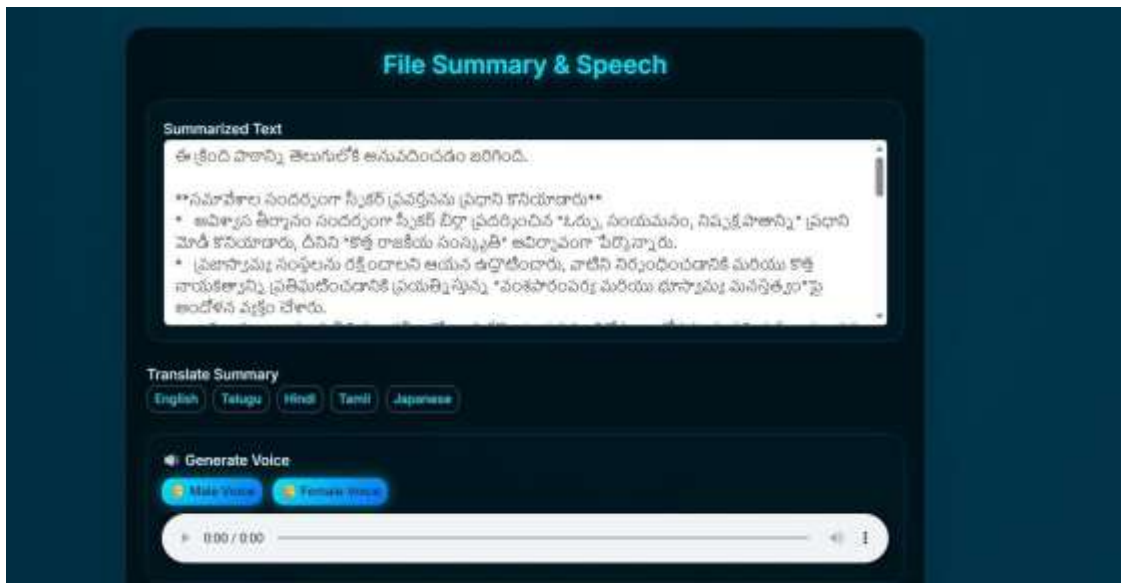 File Summary & Speech
Summarized Text
ఈ క్రింది పాఠాన్ని తెలుగులోకి అనువదించడం జరిగింది.
**సమావేశాల సందర్భంగా స్పీకర్ ప్రవర్తనను ప్రధాని కొనియాడారు**
* అవిశ్వాస తీర్మానం సందర్భంగా స్పీకర్ బిర్లా ప్రదర్శించిన "ఓర్పు, సంయమనం, నిష్పక్షపాతాన్ని" ప్రధాని
మోడీ కొనియాడారు, దీనిని "కొత్త రాజకీయ సంస్కృతి" ఆవిర్భావంగా పేర్కొన్నారు.
* ప్రజాస్వామ్య సంస్థలను రక్షించాలని ఆయన ఉద్ఘాటించారు, వాటిని నిర్బంధించడానికి మరియు కొత్త
నాయకత్వాన్ని ప్రతిఘటించడానికి ప్రయత్నిస్తున్న "వంశపారంపర్య మరియు భూస్వామ్య మనస్తత్వం"పై
ఆందోళన వ్యక్తం చేశారు.
Translate Summary
English Telugu Hindi Tamil Japanese
Generate Voice
Male Voice Female Voice
0:00 / 0:00